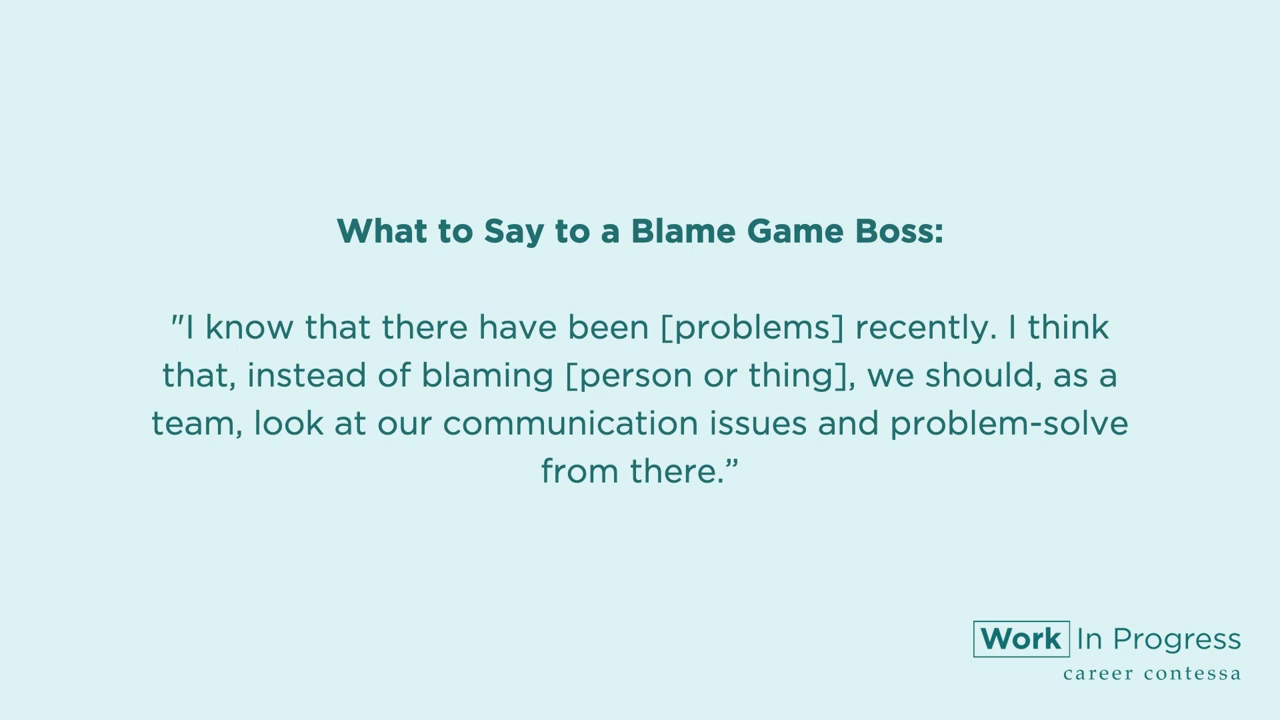 What to Say to a Blame Game Boss:
"I know that there have been [problems] recently. I think
that, instead of blaming [person or thing], we should, as a
team, look at our communication issues and problem-solve
from there.”
Work In Progress
career contessa